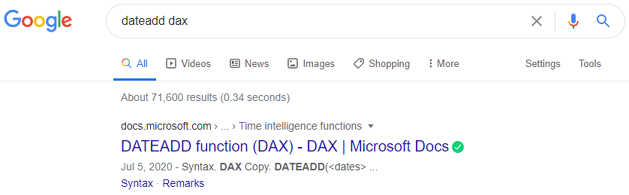 Google dateadd dax
All Videos News Images Shopping More Settings Tools
About 71,600 results (0.34 seconds)
docs.microsoft.com › ... › Time intelligence functions
DATEADD function (DAX) - DAX | Microsoft Docs
Jul 5, 2020 - Syntax. DAX Copy. DATEADD(<dates> ...
Syntax · Remarks